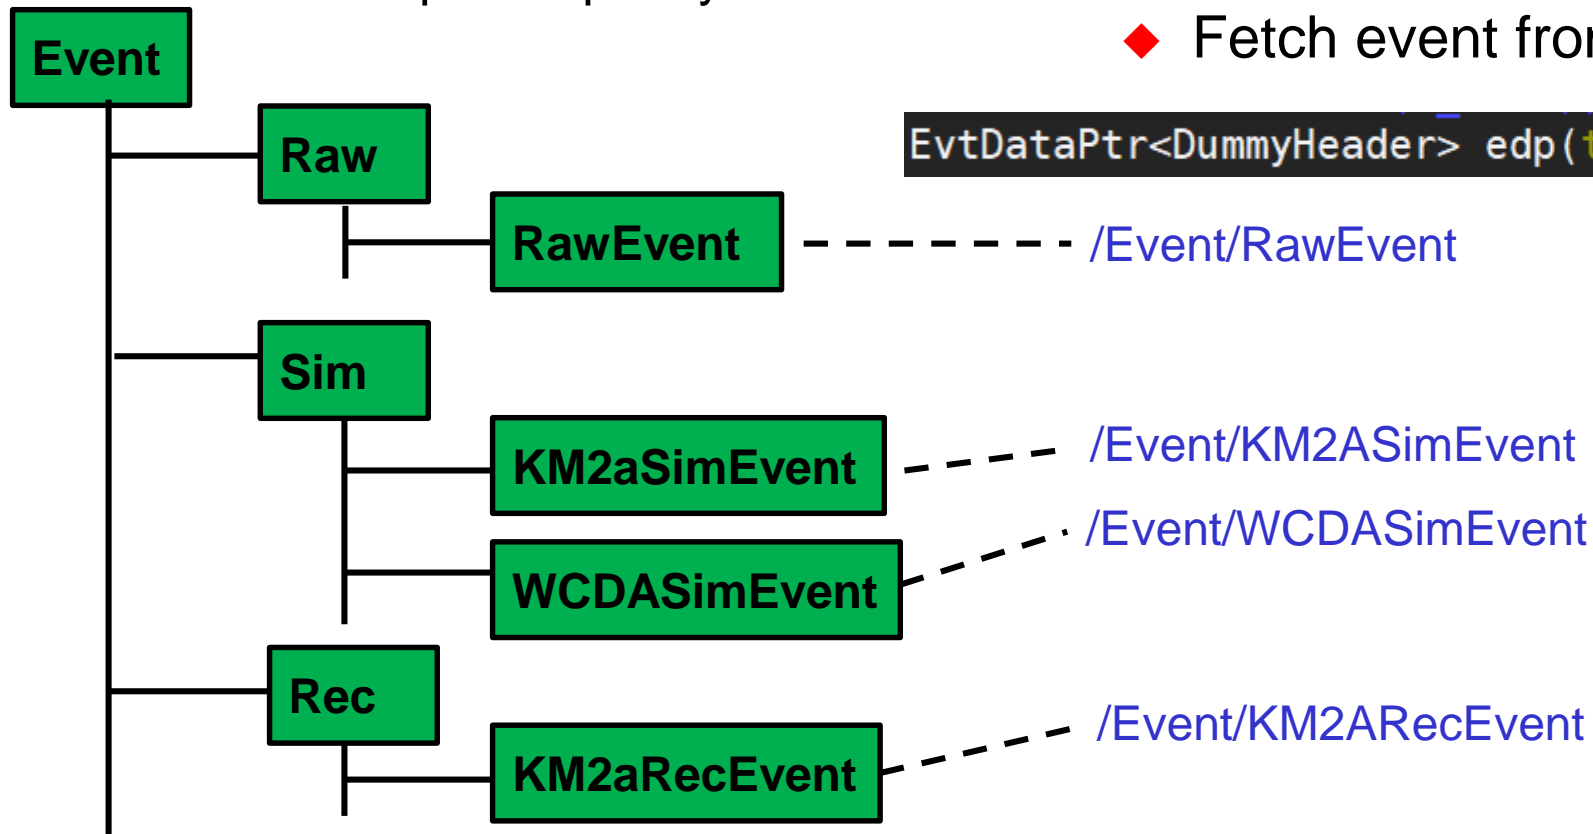 Event
Fetch event
Raw
EvtDataPtr<DummyHeader> edp(
RawEvent
/Event/RawEvent
Sim
KM2aSimEvent
/Event/KM2ASimEvent
WCDASimEvent
/Event/WCDASimEvent
Rec
KM2aRecEvent
/Event/KM2ARecEvent